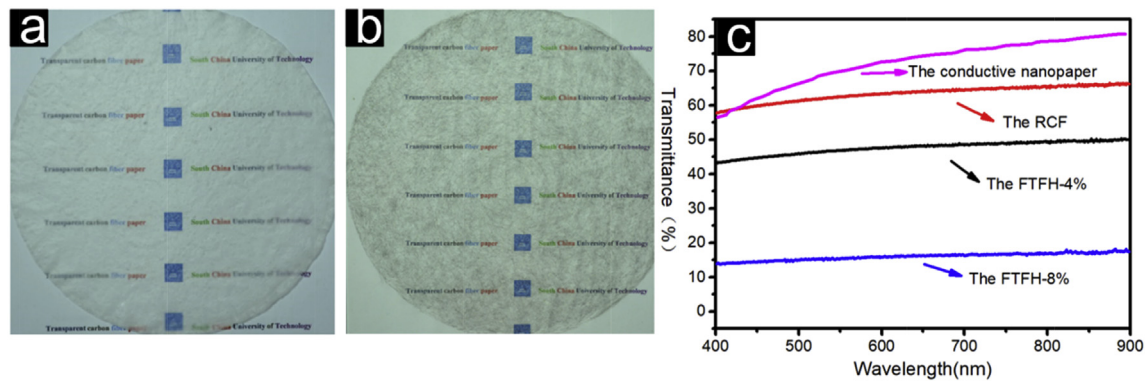 a
Transparent carbon fiber paper South China University of Technology
Transparent carbon fiber paper South China University of Technology
Transparent carbon fiber paper South China University of Technology
Transparent carbon fiber paper South China University of Technology
Transparent carbon fiber paper South China University of Technology
Transparent carbon fiber paper South China University of Technology
b
Transparent carbon fiber paper South China University of Technology
Transparent carbon fiber paper South China University of Technology
Transparent carbon fiber paper South China University of Technology
Transparent carbon fiber paper South China University of Technology
Transparent carbon fiber paper South China University of Technology
Transparent carbon fiber paper South China University of Technology
c
Transmittance (%)
80
70
60
50
40
30
20
10
0
The conductive nanopaper
The RCF
The FTFH-4%
The FTFH-8%
400 500 600 700 800 900
Wavelength(nm)